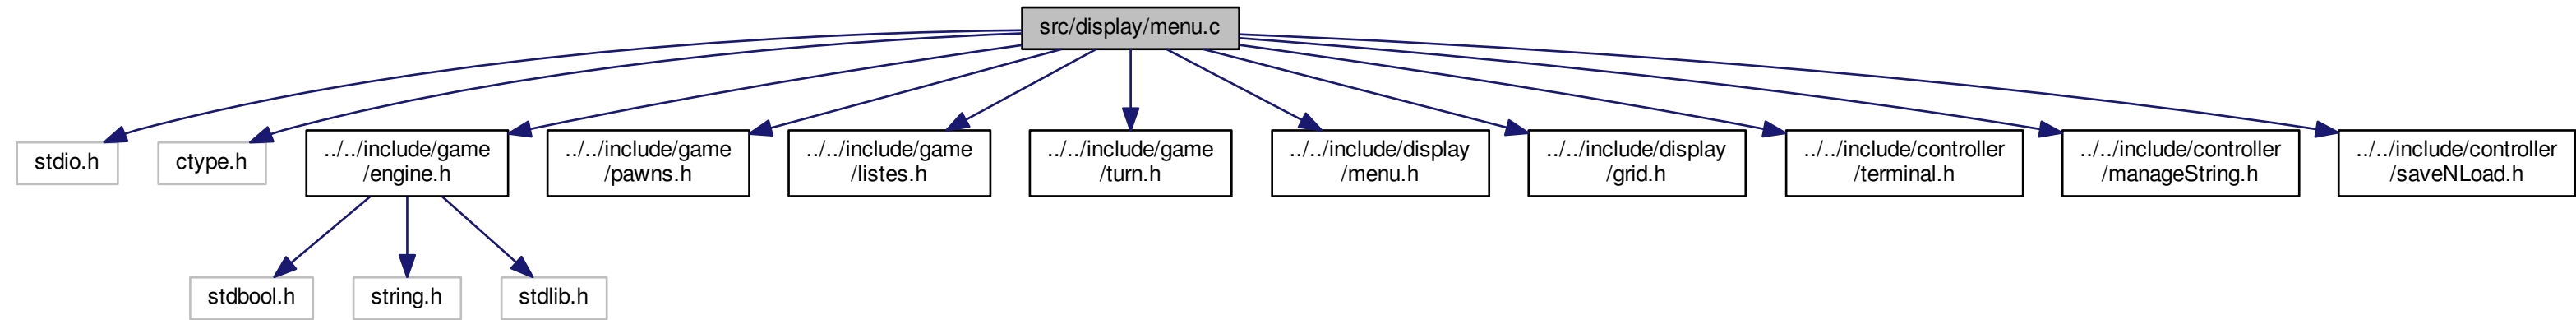 src/display/menu.c
stdio.h
ctype.h
../../include/game
/engine.h
../../include/game
/pawns.h
../../include/game
/listes.h
../../include/game
/turn.h
../../include/display
/menu.h
../../include/display
/grid.h
../../include/controller
/terminal.h
../../include/controller
/manageString.h
../../include/controller
/saveNLoad.h
stdbool.h
string.h
stdlib.h